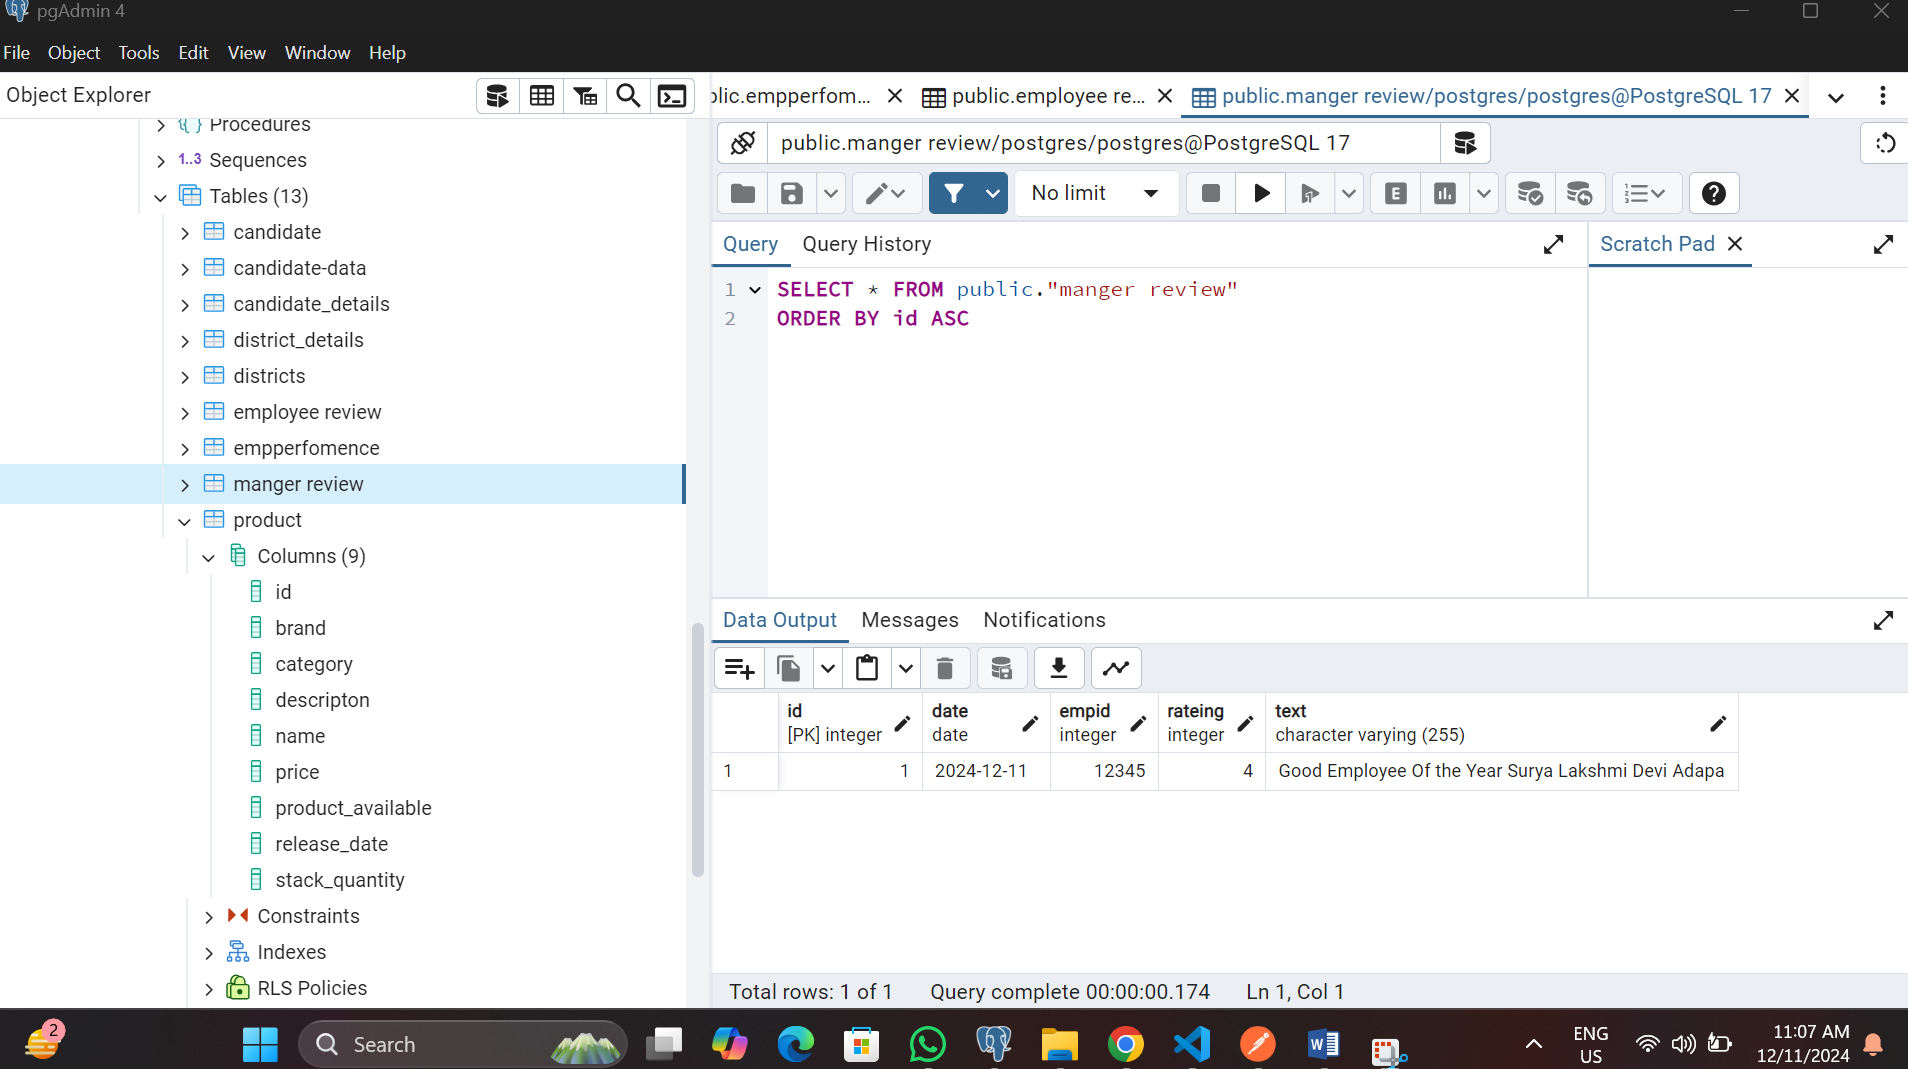 pgAdmin 4
File Object Tools Edit View Window Help
Object Explorer
Procedures
1..3 Sequences
Tables (13)
candidate
candidate-data
candidate_details
district_details
districts
employee review
empperfomence
manger review
product
Columns (9)
id
brand
category
descripton
name
price
product_available
release_date
stack_quantity
Constraints
Indexes
RLS Policies
blic.empperfom... public.employee re... public.manger review/postgres/postgres@PostgreSQL 17
public.manger review/postgres/postgres@PostgreSQL 17
No limit
E
Query Query History
Scratch Pad
1 SELECT * FROM public."manger review"
2 ORDER BY id ASC
Data Output Messages Notifications
id date empid rateing text
[PK] integer date integer integer character varying (255)
1 1 2024-12-11 12345 4 Good Employee Of the Year Surya Lakshmi Devi Adapa
Total rows: 1 of 1 Query complete 00:00:00.174 Ln 1, Col 1
2
Search
W
ENG
US
11:07 AM
12/11/2024